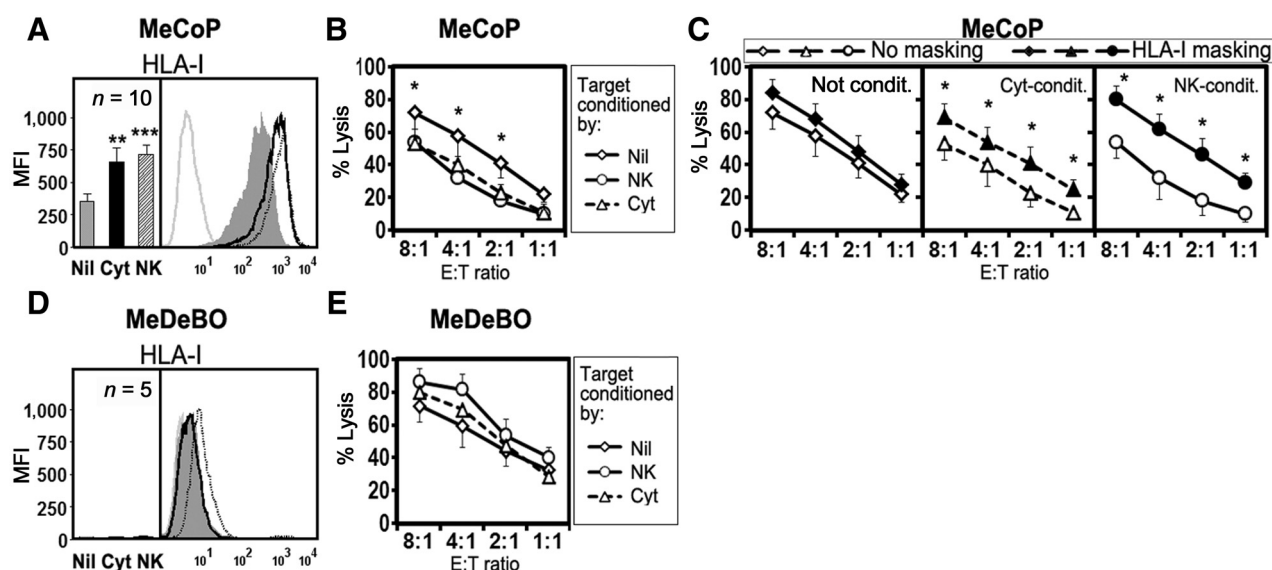 A
MeCoP
HLA-I
n = 10
MFI
1,000
750
500
250
0
** ***
Nil Cyt NK
10¹ 10² 10³ 10⁴
B
MeCoP
% Lysis
100
80
60
40
20
0
* * *
8:1 4:1 2:1 1:1
E:T ratio
Target
conditioned
by:
Nil
NK
Cyt
C
MeCoP
No masking HLA-I masking
% Lysis
100
80
60
40
20
0
Not condit.
Cyt-condit.
* * * *
NK-condit.
* * * *
8:1 4:1 2:1 1:1 8:1 4:1 2:1 1:1 8:1 4:1 2:1 1:1
E:T ratio
D
MeDeBO
HLA-I
n = 5
MFI
1,000
750
500
250
0
Nil Cyt NK
10¹ 10² 10³ 10⁴
E
MeDeBO
% Lysis
100
80
60
40
20
0
8:1 4:1 2:1 1:1
E:T ratio
Target
conditioned
by:
Nil
NK
Cyt